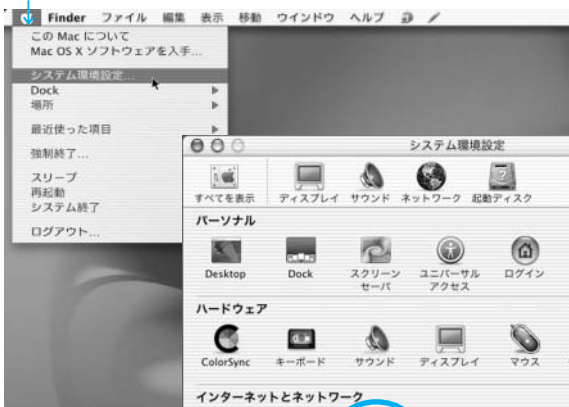 Finder ファイル 編集 表示 移動 ウインドウ ヘルプ
この Mac について
Mac OS X ソフトウェアを入手...
システム環境設定...
Dock
場所
最近使った項目
強制終了...
スリープ
再起動
システム終了
ログアウト...
システム環境設定
すべてを表示 ディスプレイ サウンド ネットワーク 起動ディスク
パーソナル
Desktop Dock スクリーン ユニバーサル ログイン
セーバ アクセス
ハードウェア
ColorSync キーボード サウンド ディスプレイ マウス
インターネットとネットワーク